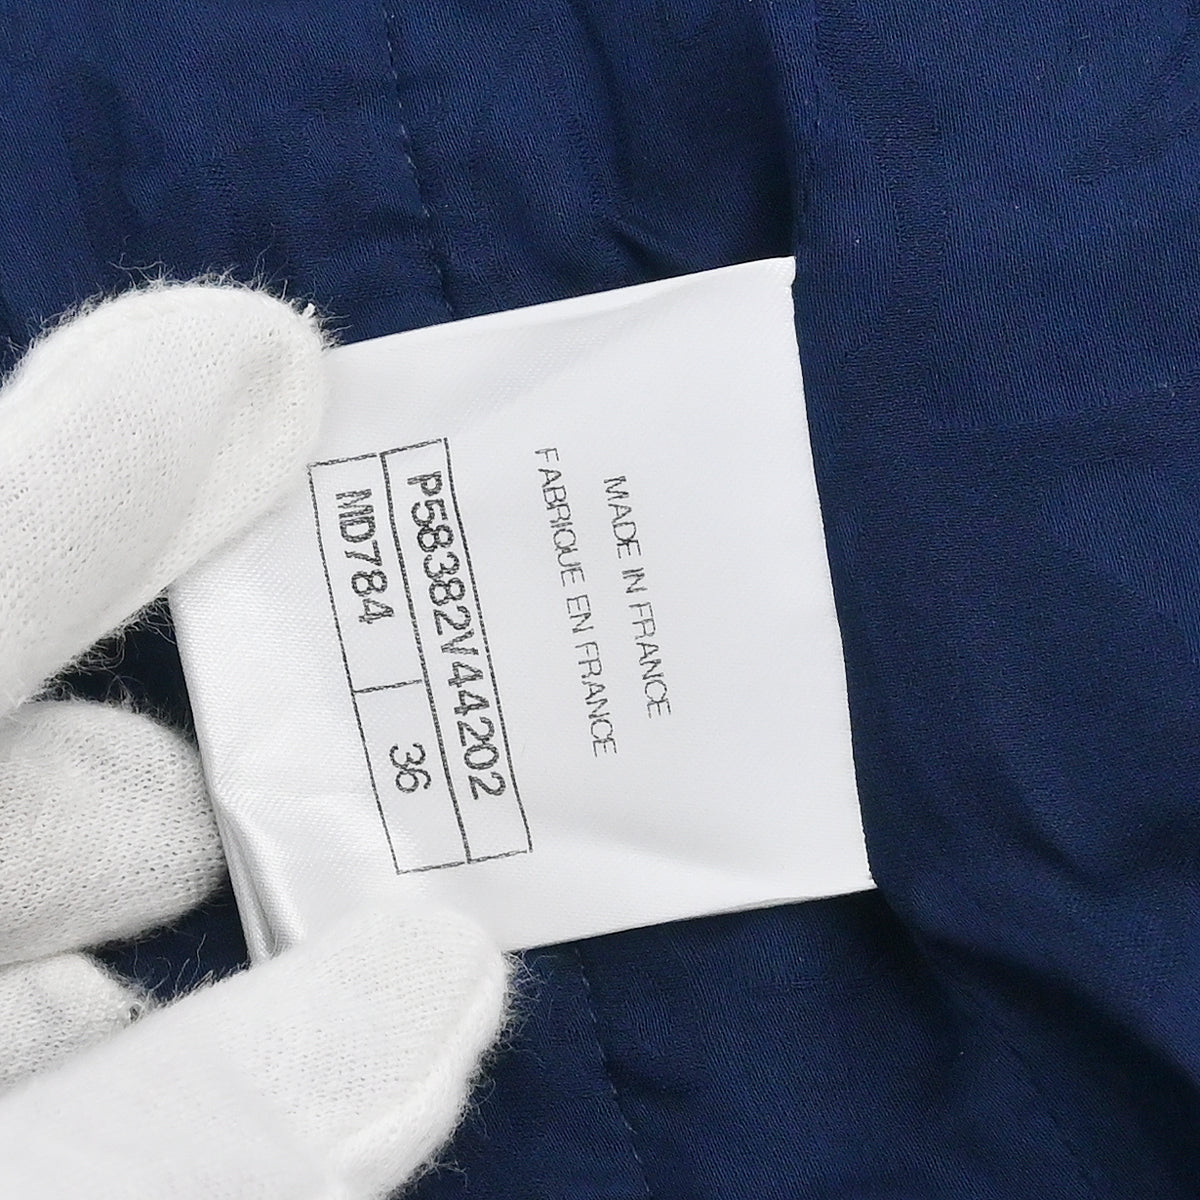 MADE IN FRANCE
FABRIQUE EN FRANCE
P58382V44202
MD784 36